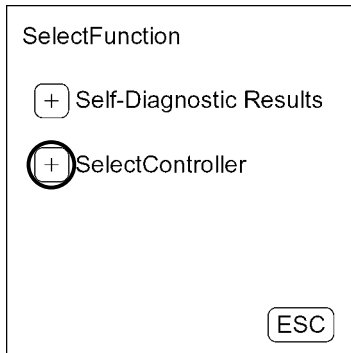 SelectFunction
+ Self-Diagnostic Results
+ SelectController
ESC